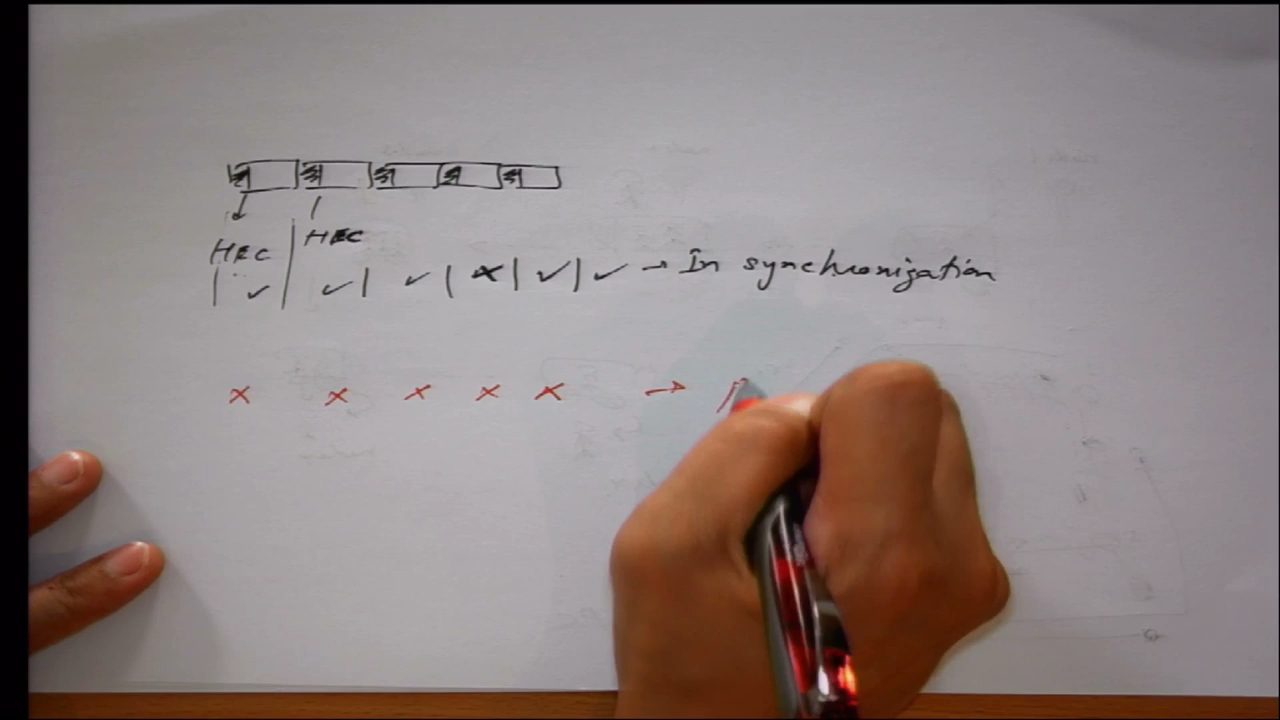 HEC | HEC
| ✓ | ✓ | ✓ | × | ✓ | ✓ → In synchronization
× × × × × →